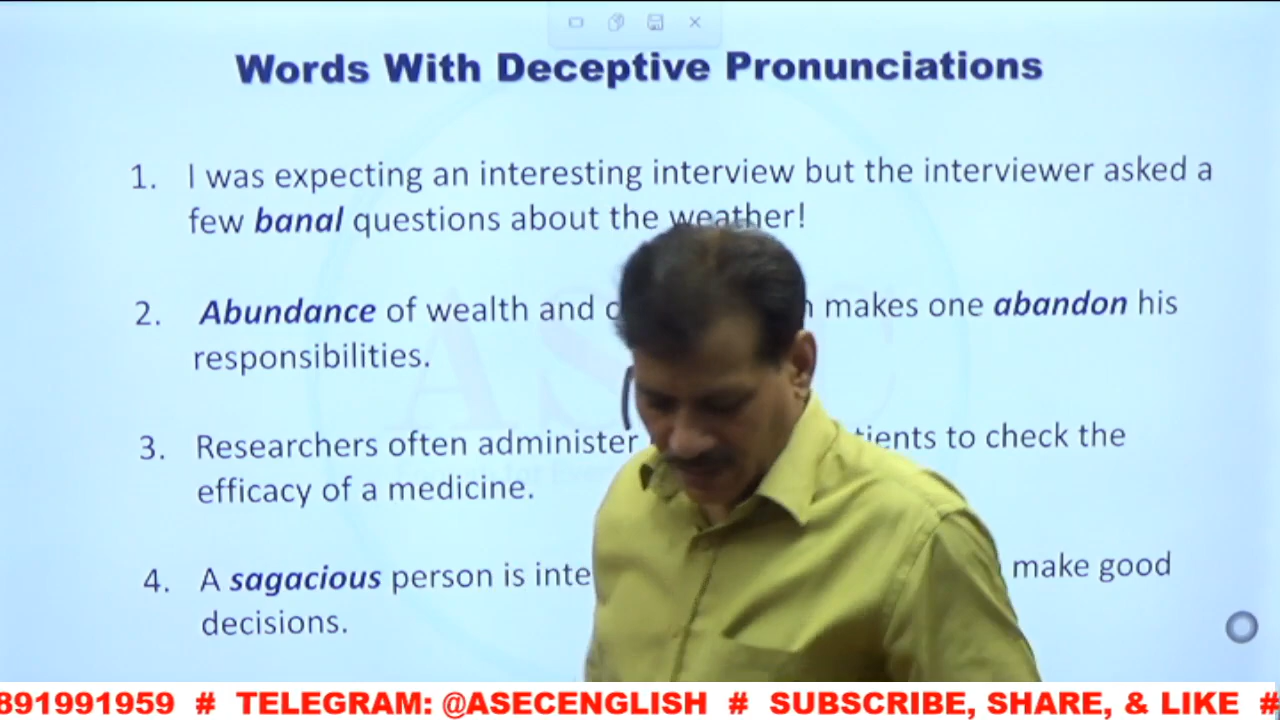 Words With Deceptive Pronunciations
1. I was expecting an interesting interview but the interviewer asked a
few banal questions about the weather!
2. Abundance of wealth and makes one abandon his
responsibilities.
3. Researchers often administer to check the
efficacy of a medicine.
4. A sagacious person is make good
decisions.
891991959 # TELEGRAM: @ASECENGLISH # SUBSCRIBE, SHARE, & LIKE #